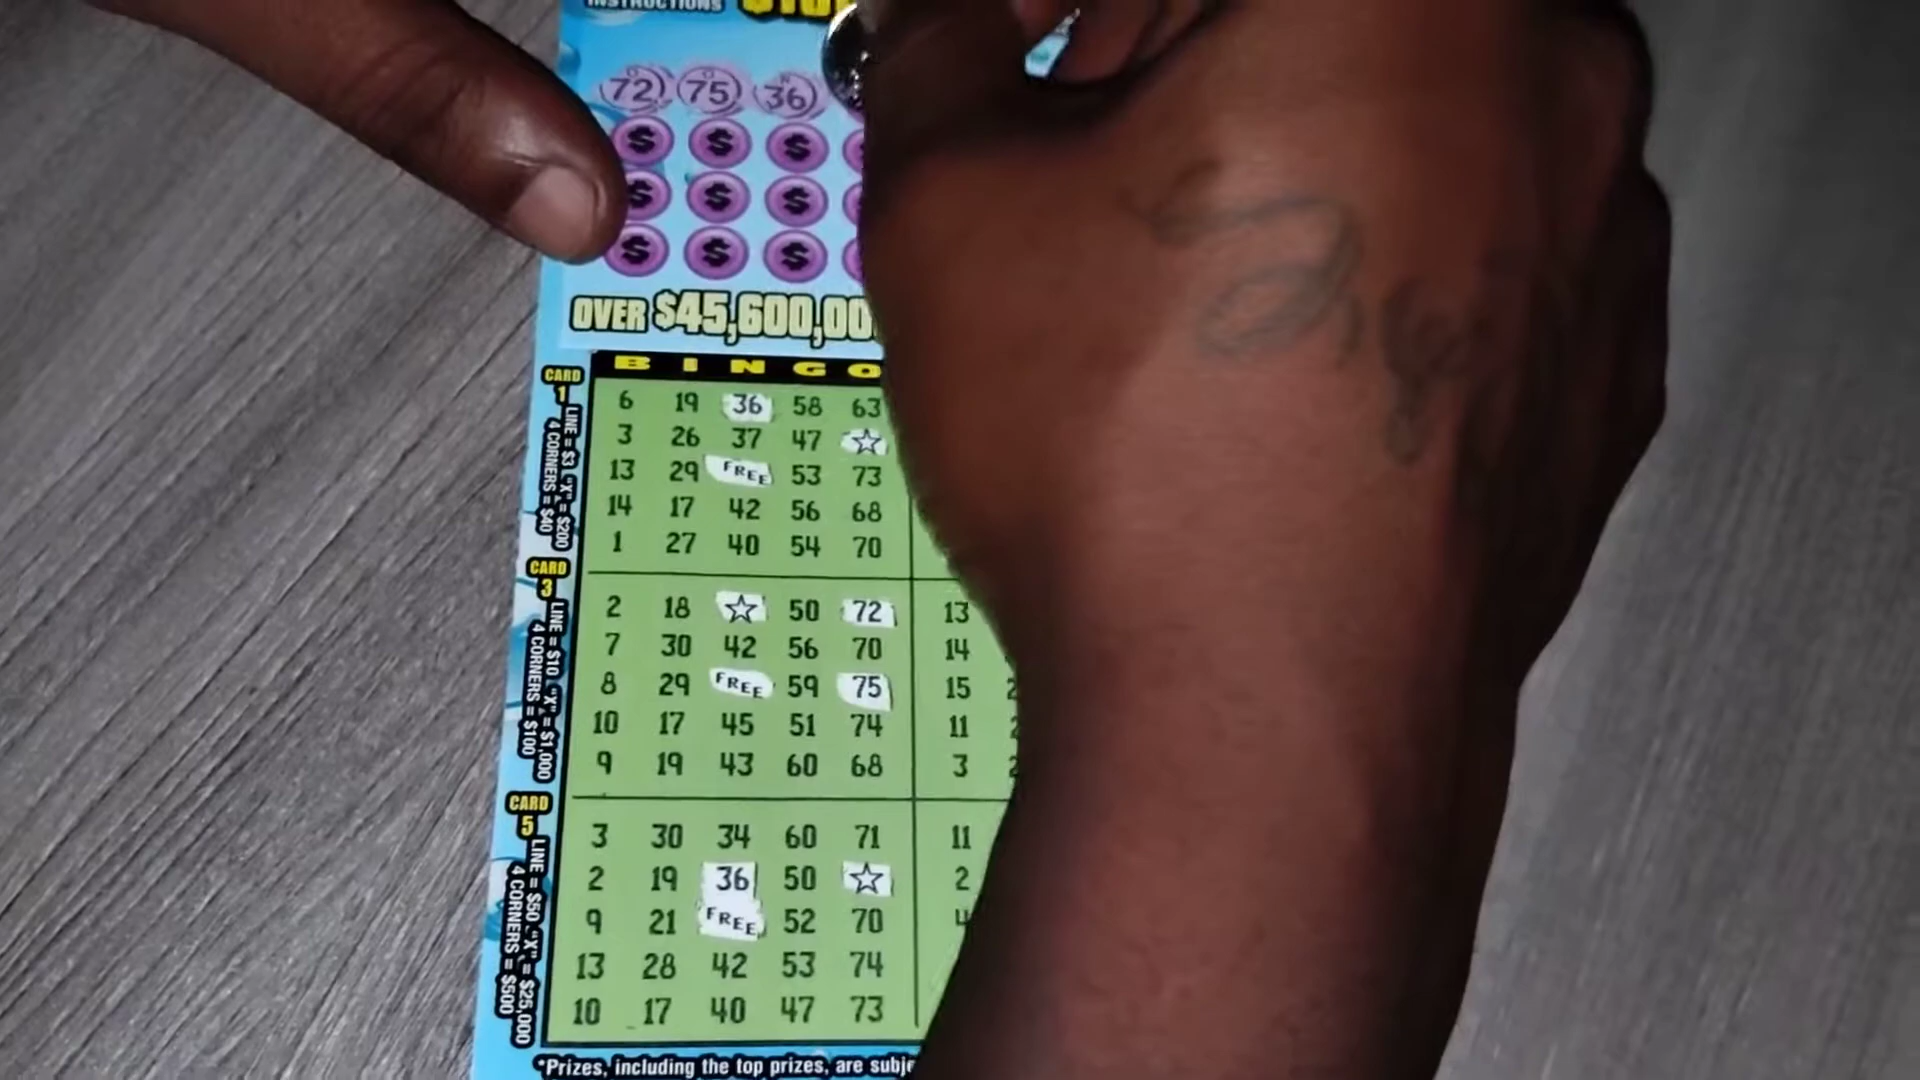 INSTRUCTIONS
72 75 36
$ $ $
$ $ $
$ $ $
OVER $45,600,00
B I N G O
CARD 1
LINE = $3 "X" = $200
4 CORNERS = $40
6 19 36 58 63
3 26 37 47 ☆
13 29 FREE 53 73
14 17 42 56 68
1 27 40 54 70
CARD 3
LINE = $10 "X" = $1,000
4 CORNERS = $100
2 18 ☆ 50 72 13
7 30 42 56 70 14
8 29 FREE 59 75 15
10 17 45 51 74 11
9 19 43 60 68 3
CARD 5
LINE = $50 "X" = $25,000
4 CORNERS = $500
3 30 34 60 71 11
2 19 36 50 ☆ 2
9 21 FREE 52 70 4
13 28 42 53 74
10 17 40 47 73
*Prizes, including the top prizes, are